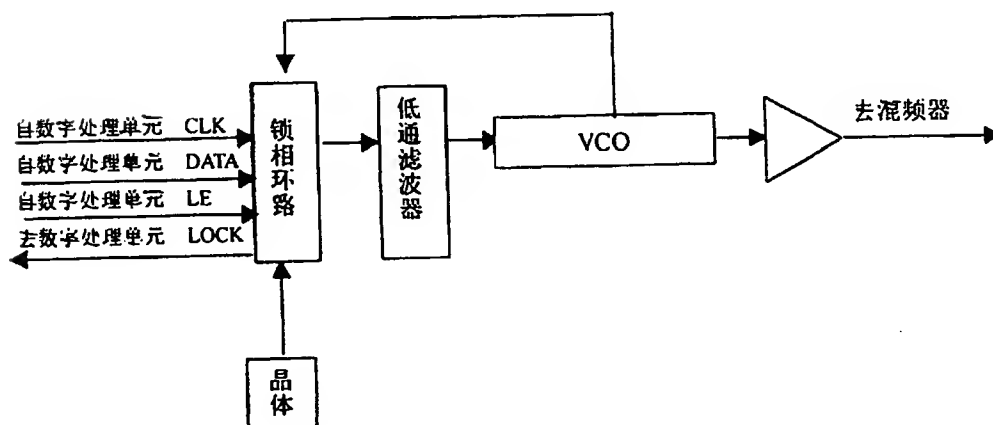 自数字处理单元 CLK
自数字处理单元 DATA
自数字处理单元 LE
去数字处理单元 LOCK
锁相环路
低通滤波器
VCO
去混频器
晶体